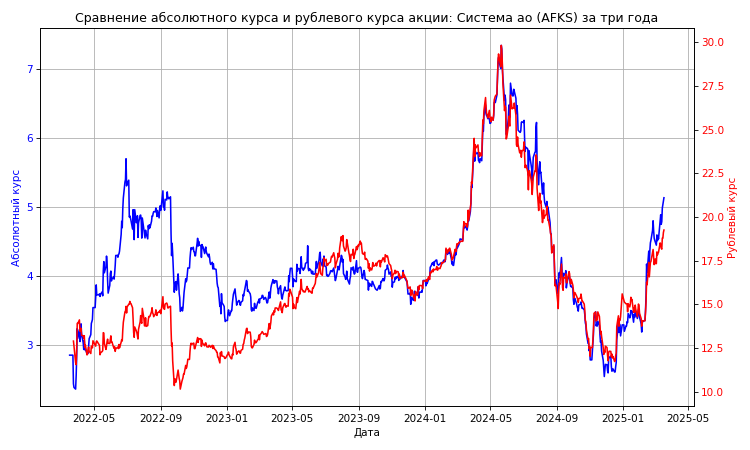 Сравнение абсолютного курса и рублевого курса акции: Система ао (AFKS) за три года
Абсолютный курс
7
6
5
4
3
30.0
27.5
25.0
22.5
20.0
17.5
15.0
12.5
10.0
Рублевый курс
2022-05 2022-09 2023-01 2023-05 2023-09 2024-01 2024-05 2024-09 2025-01 2025-05
Дата